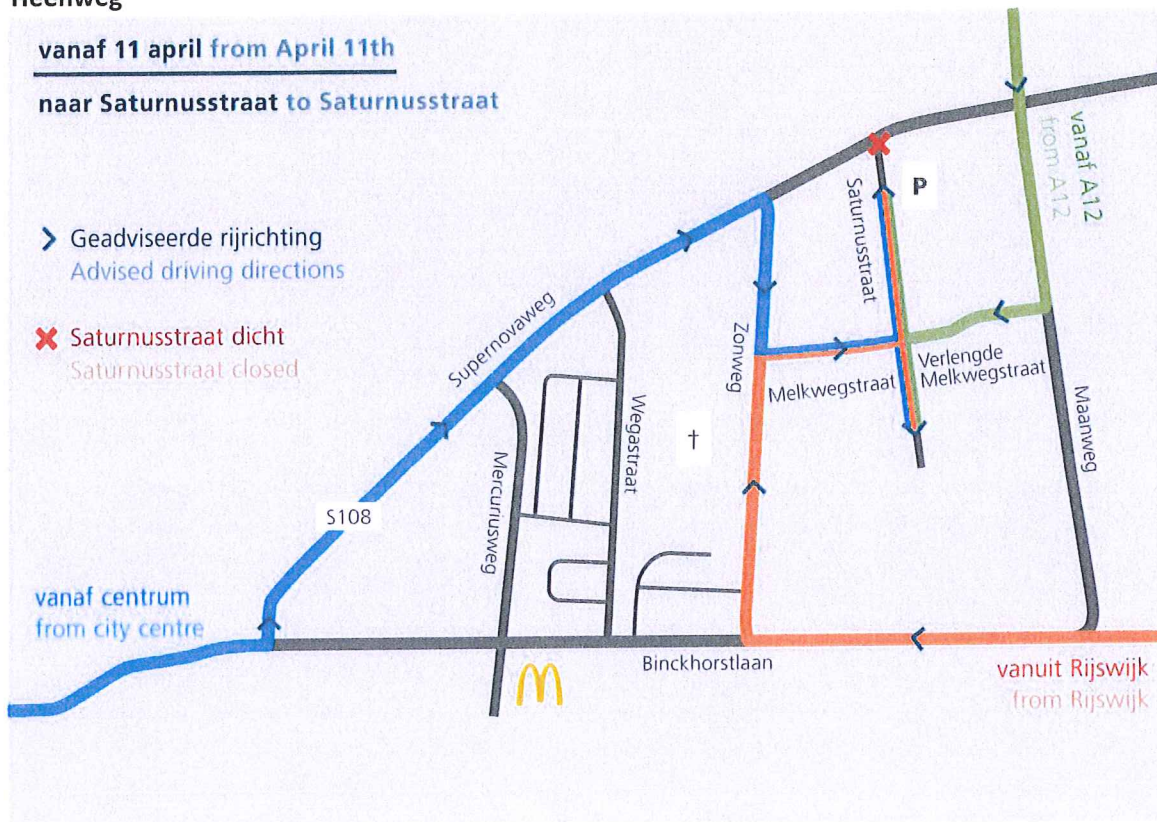 Heenweg
vanaf 11 april from April 11th
naar Saturnusstraat to Saturnusstraat
Geadviseerde rijrichting
Advised driving directions
Saturnusstraat dicht
Saturnusstraat closed
vanaf A12
from A12
P
Saturnusstraat
Supernovaweg
Zonweg
Verlengde
Melkwegstraat
Melkwegstraat
Wegastraat
Maanweg
†
Mercuriusweg
S108
vanaf centrum
from city centre
Binckhorstlaan
vanuit Rijswijk
from Rijswijk